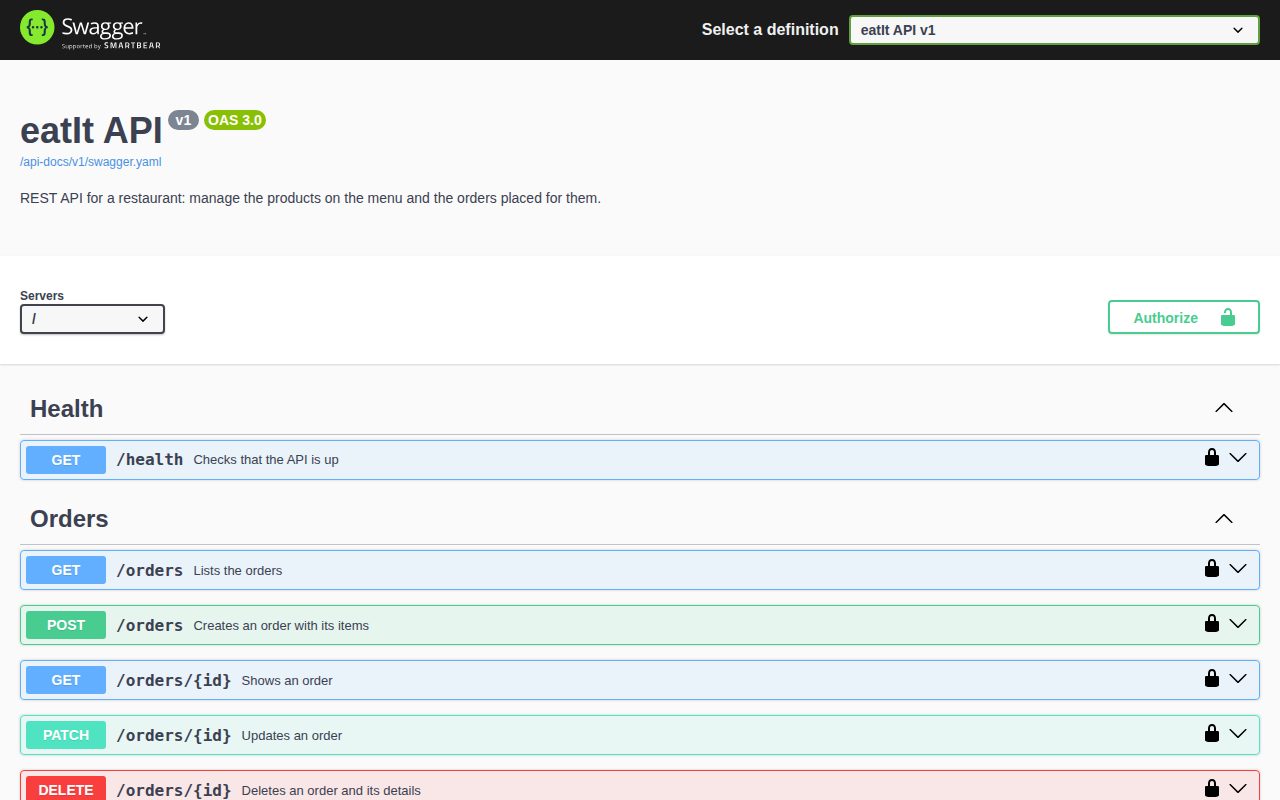 Swagger
Supported by SMARTBEAR
Select a definition
eatIt API v1
eatIt API v1 OAS 3.0
/api-docs/v1/swagger.yaml
REST API for a restaurant: manage the products on the menu and the orders placed for them.
Servers
/
Authorize
Health
GET /health Checks that the API is up
Orders
GET /orders Lists the orders
POST /orders Creates an order with its items
GET /orders/{id} Shows an order
PATCH /orders/{id} Updates an order
DELETE /orders/{id} Deletes an order and its details